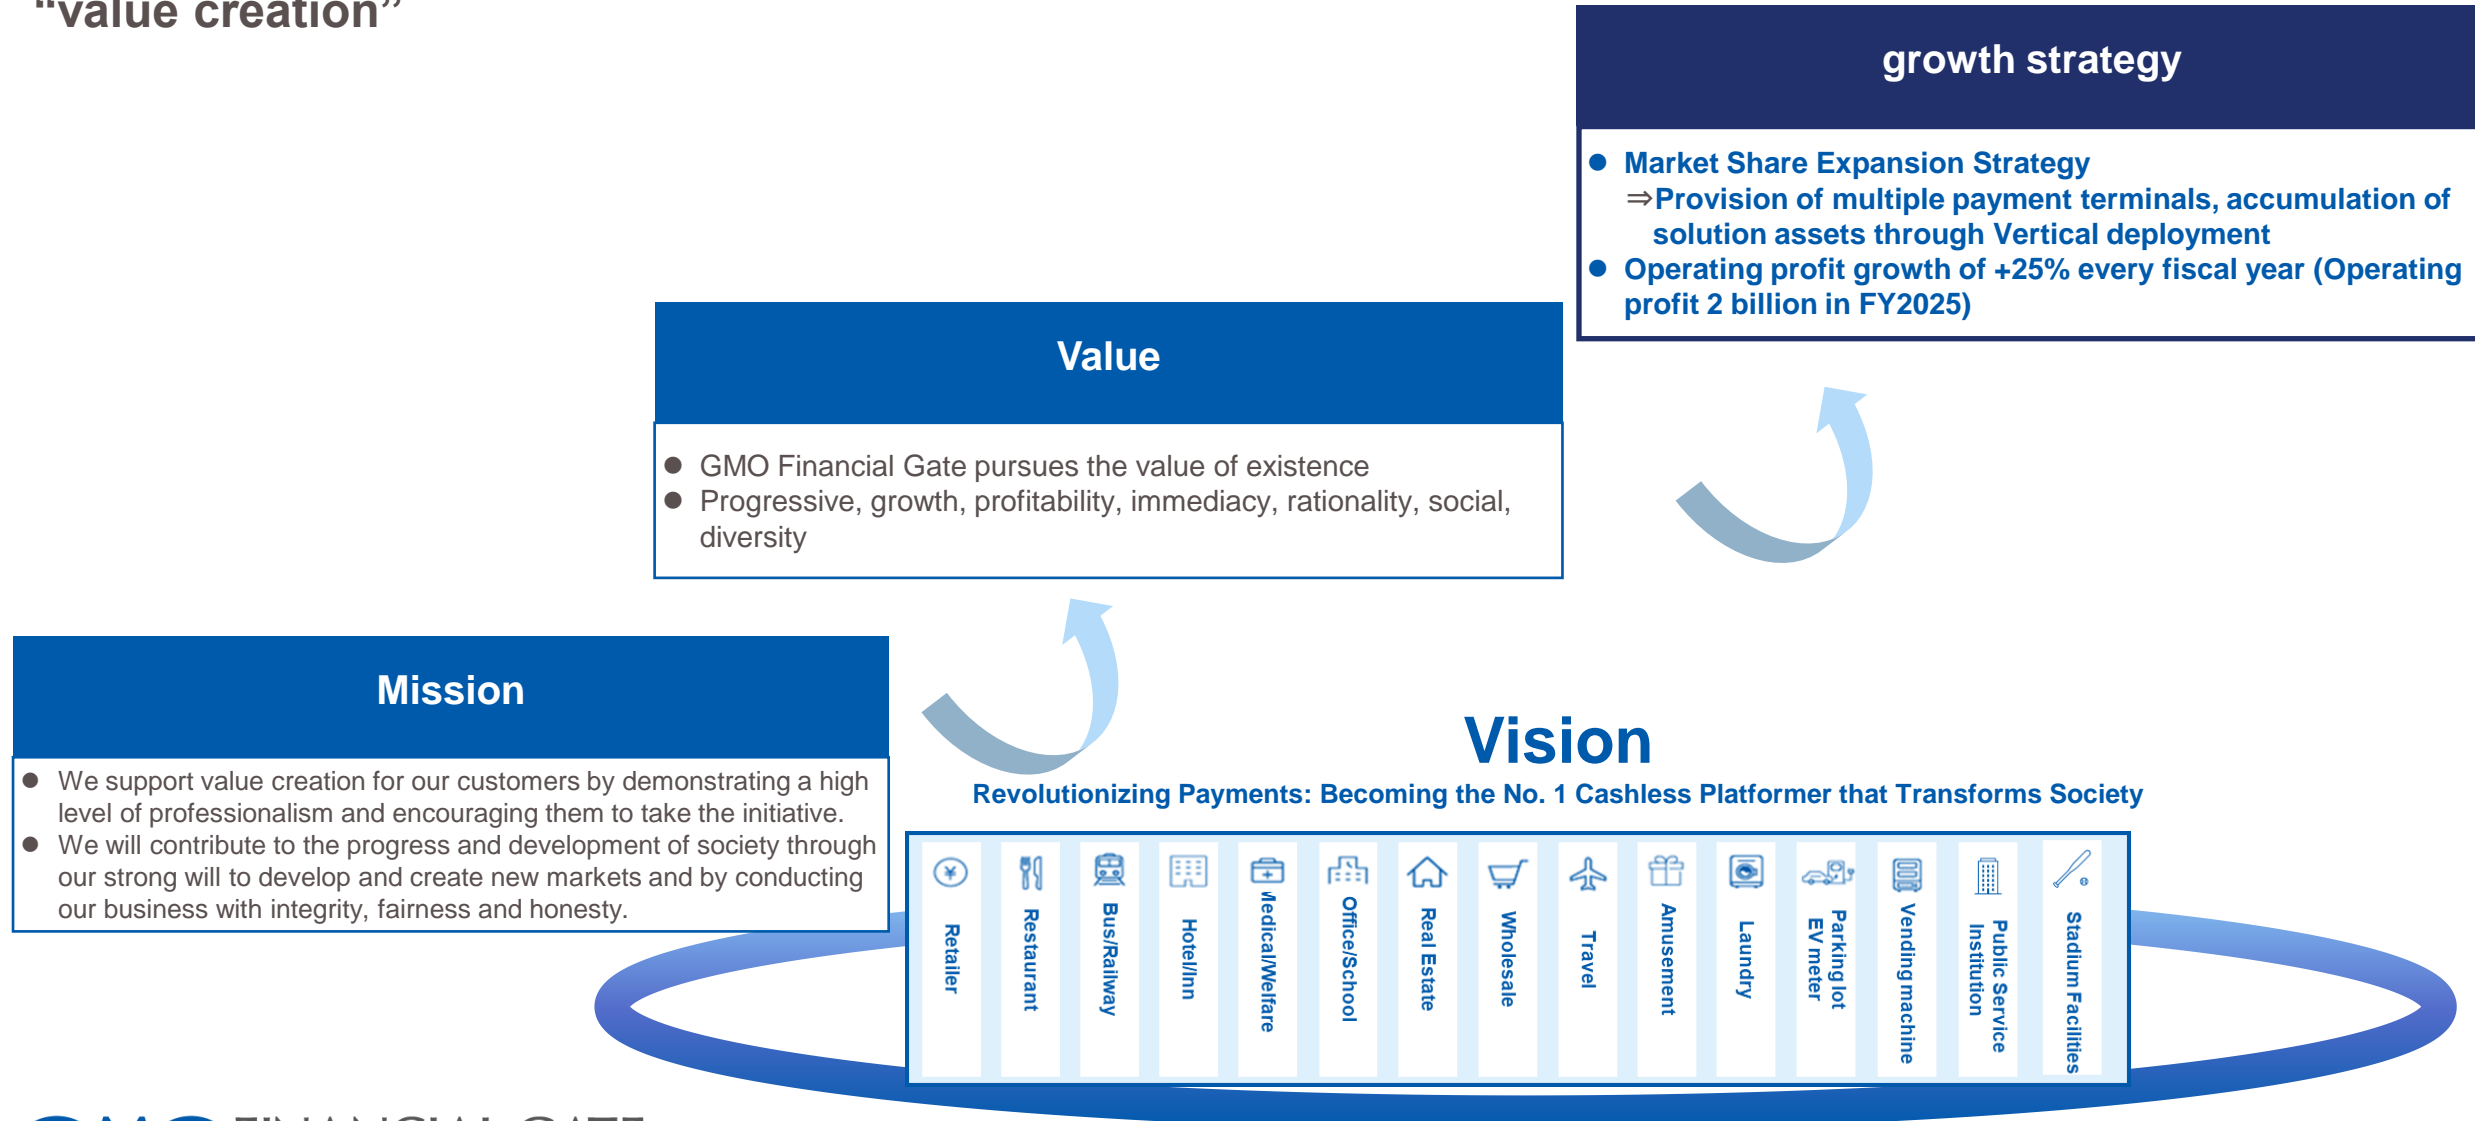 “value creation”
growth strategy
● Market Share Expansion Strategy
⇒Provision of multiple payment terminals, accumulation of
solution assets through Vertical deployment
● Operating profit growth of +25% every fiscal year (Operating
profit 2 billion in FY2025)
Value
● GMO Financial Gate pursues the value of existence
● Progressive, growth, profitability, immediacy, rationality, social,
diversity
Mission
● We support value creation for our customers by demonstrating a high
level of professionalism and encouraging them to take the initiative.
● We will contribute to the progress and development of society through
our strong will to develop and create new markets and by conducting
our business with integrity, fairness and honesty.
Vision
Revolutionizing Payments: Becoming the No. 1 Cashless Platformer that Transforms Society
¥
Retailer
Restaurant
Bus/Railway
Hotel/Inn
Medical/Welfare
Office/School
Real Estate
Wholesale
Travel
Amusement
Laundry
Parking lot
EV meter
Vending machine
Public Service
Institution
Stadium Facilities
GMO FINANCIAL GATE